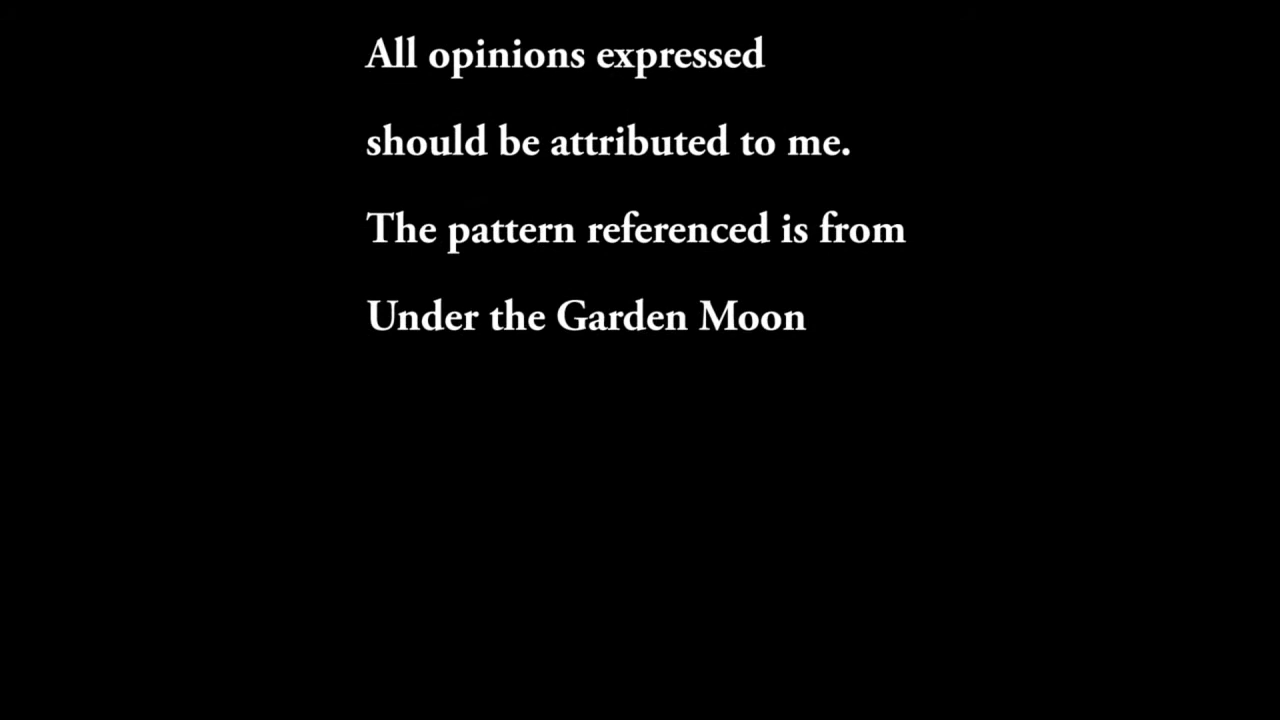 All opinions expressed
should be attributed to me.
The pattern referenced is from
Under the Garden Moon